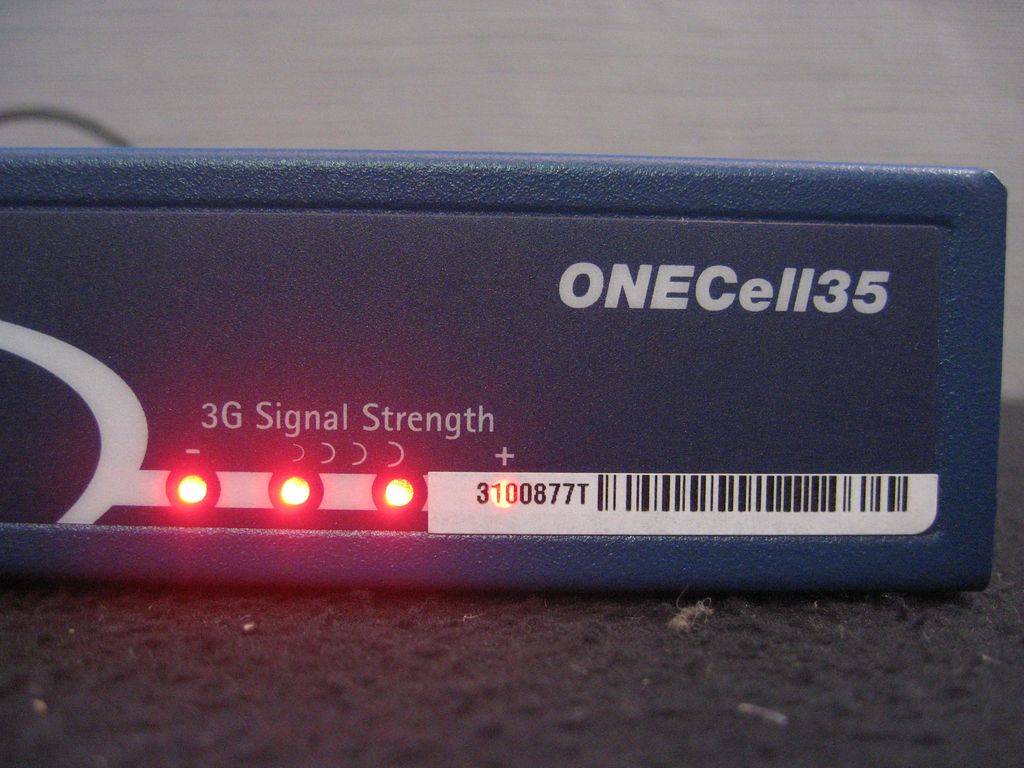 ONECell35
3G Signal Strength
- +
3100877T